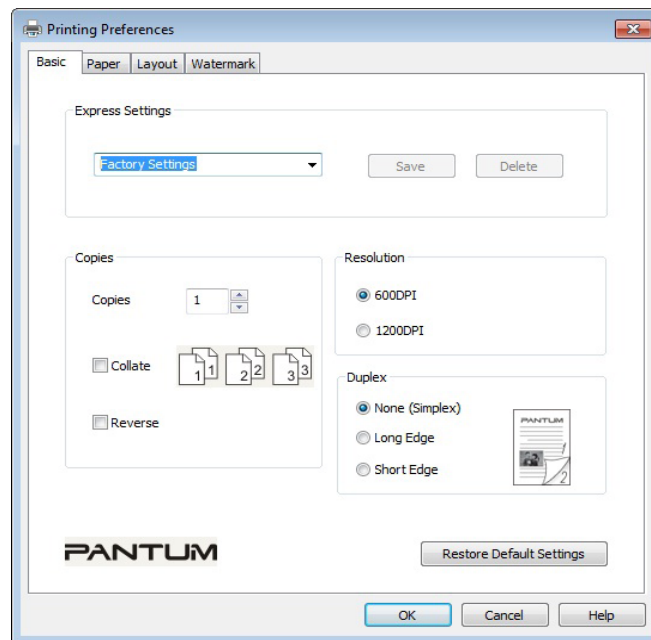 Printing Preferences
Basic Paper Layout Watermark
Express Settings
Factory Settings Save Delete
Copies
Copies 1
Collate 1 1 2 2 3 3
Reverse
Resolution
600DPI
1200DPI
Duplex
None (Simplex)
Long Edge
Short Edge
PANTUM
2
PANTUM
Restore Default Settings
OK Cancel Help